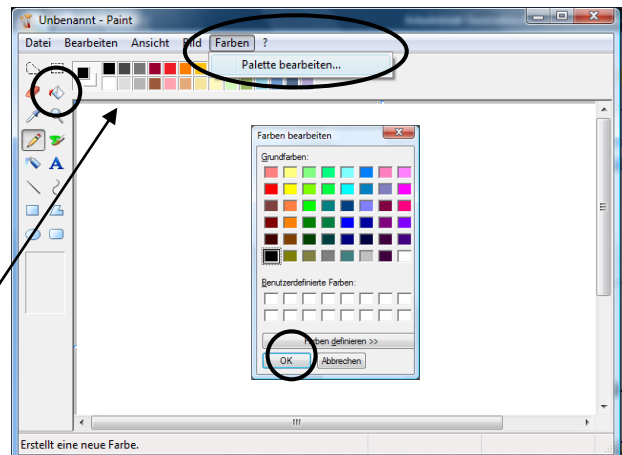 Unbenannt - Paint
Datei Bearbeiten Ansicht Bild Farben ?
Palette bearbeiten...
A
Farben bearbeiten
Grundfarben:
Benutzerdefinierte Farben:
Farben definieren >>
OK Abbrechen
Erstellt eine neue Farbe.